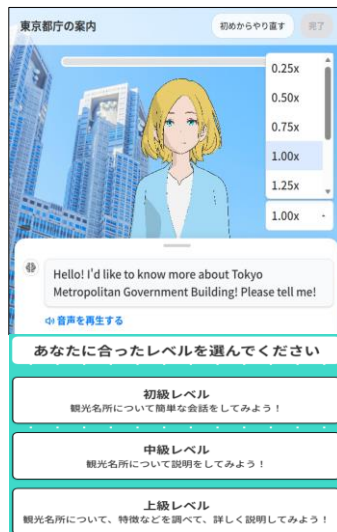 東京都庁の案内
初めからやり直す
完了
0.25x
0.50x
0.75x
1.00x
1.25x
1.00x
Hello! I'd like to know more about Tokyo
Metropolitan Government Building! Please tell me!
音声を再生する
あなたに合ったレベルを選んでください
初級レベル
観光名所について簡単な会話をしてみよう！
中級レベル
観光名所について説明をしてみよう！
上級レベル
観光名所について、特徴などを調べて、詳しく説明してみよう！